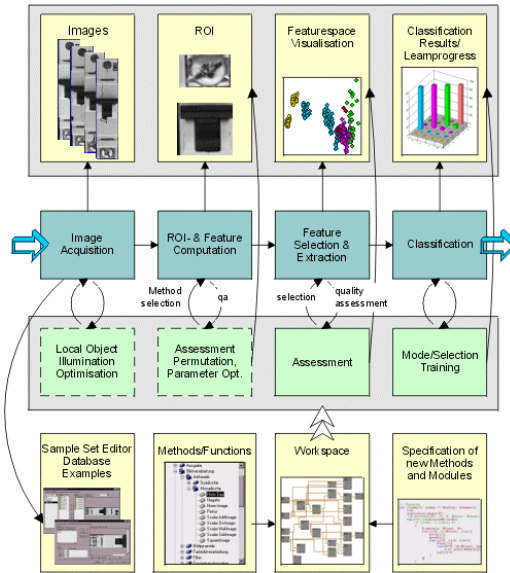 Images
ROI
Featurespace
Visualisation
Classification
Results/
Learnprogress
Image
Acquisition
ROI- & Feature
Computation
Feature
Selection &
Extraction
Classification
Method
selection
qa
selection
quality
assessment
Local Object
Illumination
Optimisation
Assessment
Permutation,
Parameter Opt.
Assessment
Mode/Selection
Training
Sample Set Editor
Database
Examples
Methods/Functions
Workspace
Specification of
new Methods
and Modules